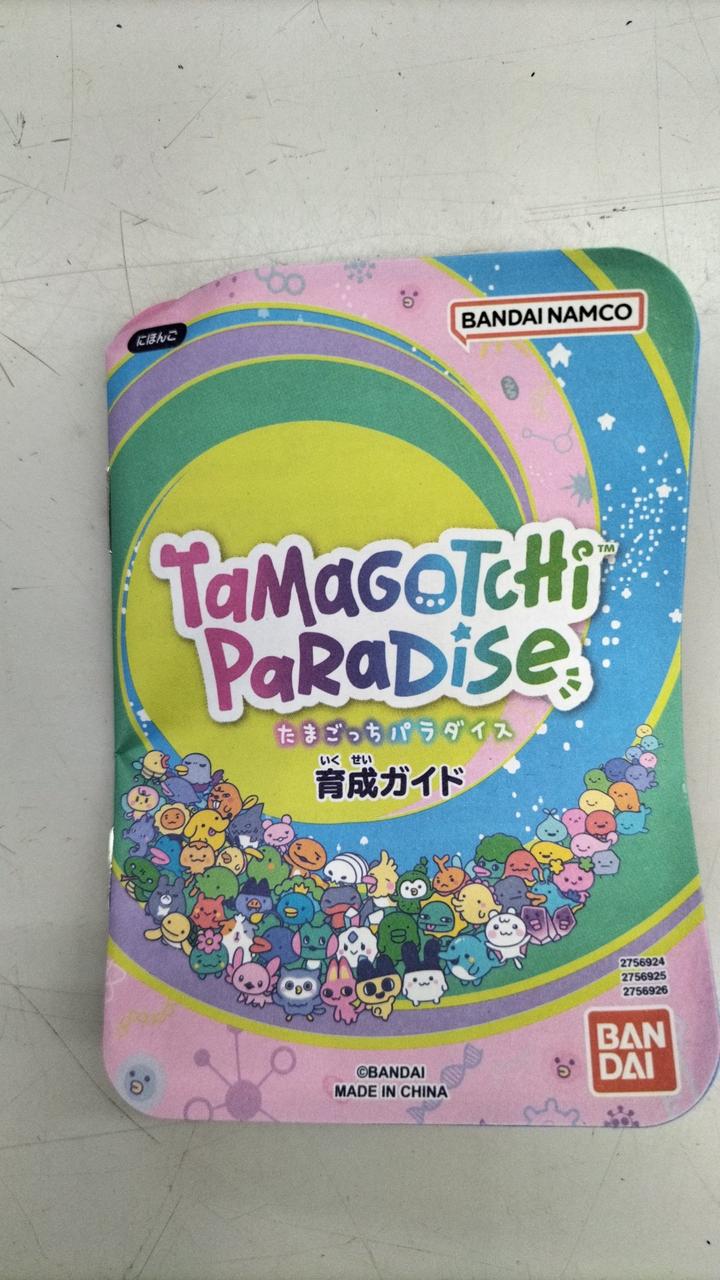 にほんご
BANDAI NAMCO
TAMAGOTCHI™
PARADISE
たまごっちパラダイス
いく せい
育成ガイド
2756924
2756925
2756926
BAN
DAI
©BANDAI
MADE IN CHINA